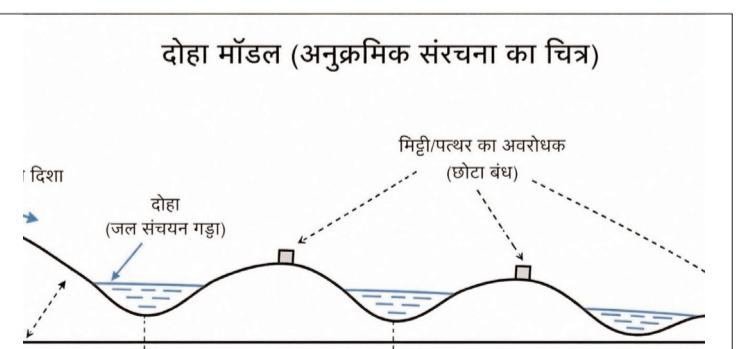 दोहा मॉडल (अनुक्रमिक संरचना का चित्र)
मिट्टी/पत्थर का अवरोधक
(छोटा बंध)
दिशा
दोहा
(जल संचयन गड्ढा)